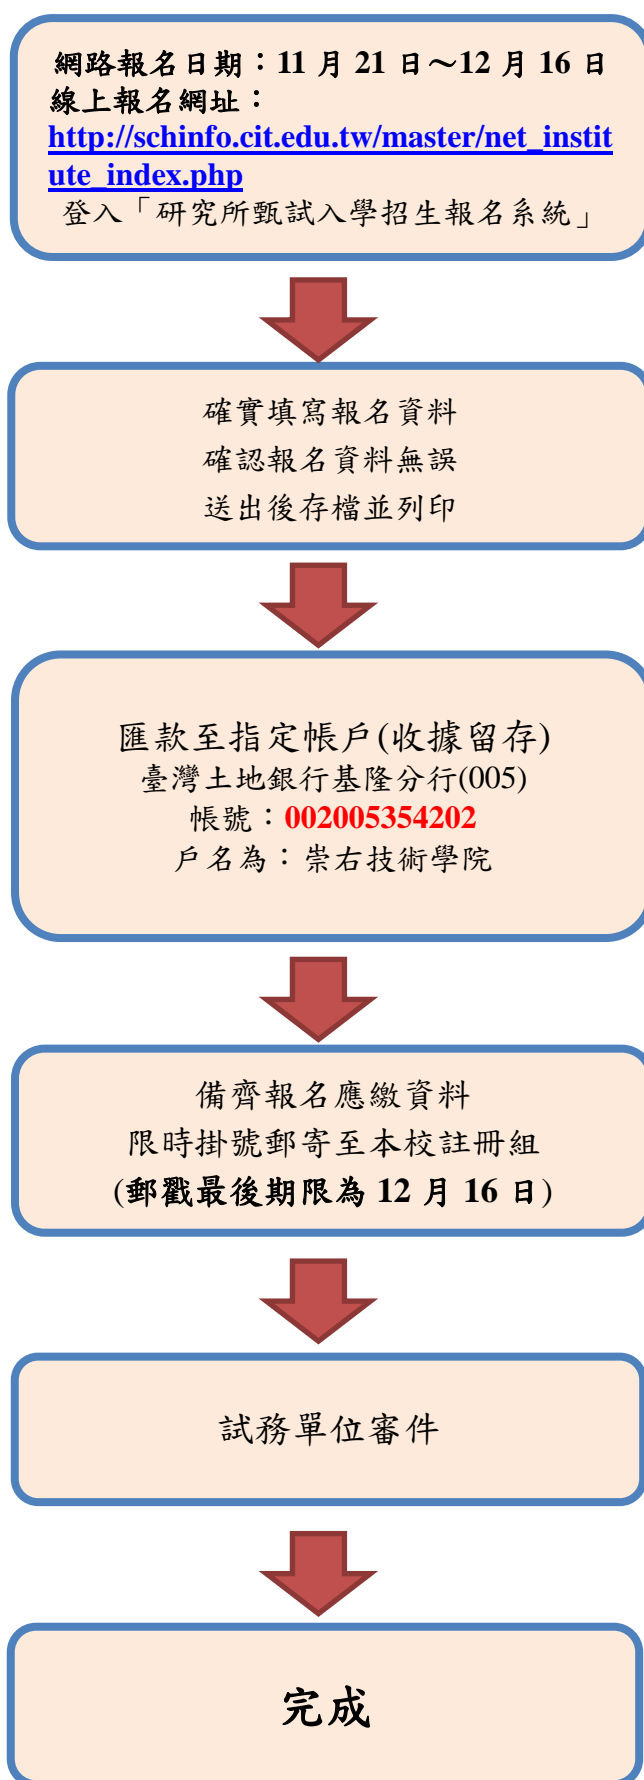 網路報名日期：11 月 21 日～12 月 16 日
線上報名網址：
http://schinfo.cit.edu.tw/master/net_instit
ute_index.php
登入「研究所甄試入學招生報名系統」
確實填寫報名資料
確認報名資料無誤
送出後存檔並列印
匯款至指定帳戶(收據留存)
臺灣土地銀行基隆分行(005)
帳號：002005354202
戶名為：崇右技術學院
備齊報名應繳資料
限時掛號郵寄至本校註冊組
(郵戳最後期限為 12 月 16 日)
試務單位審件
完成